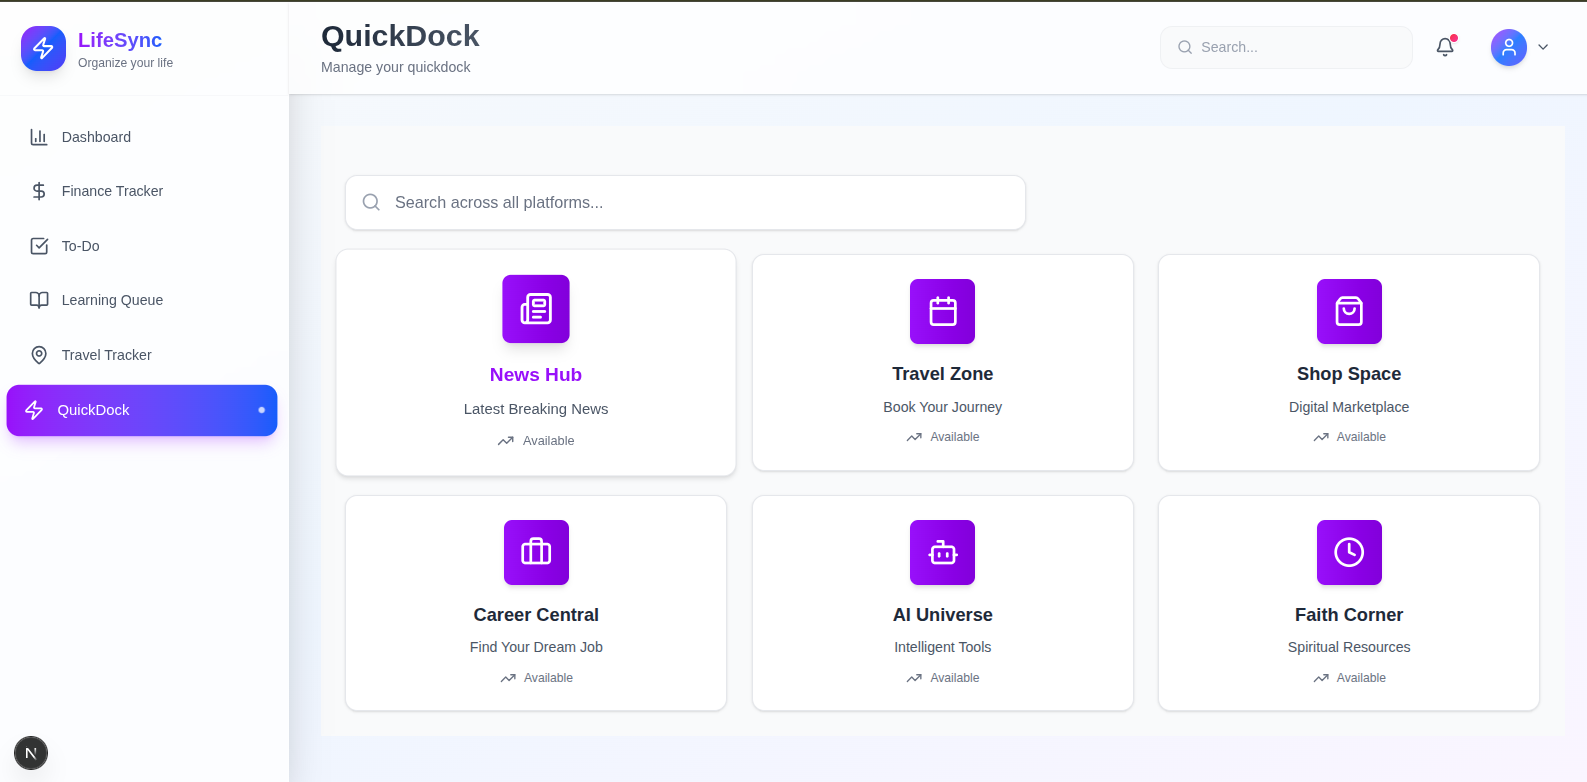 LifeSync
Organize your life
Dashboard
Finance Tracker
To-Do
Learning Queue
Travel Tracker
QuickDock
N
QuickDock
Manage your quickdock
Search...
Search across all platforms...
News Hub
Latest Breaking News
Available
Travel Zone
Book Your Journey
Available
Shop Space
Digital Marketplace
Available
Career Central
Find Your Dream Job
Available
AI Universe
Intelligent Tools
Available
Faith Corner
Spiritual Resources
Available